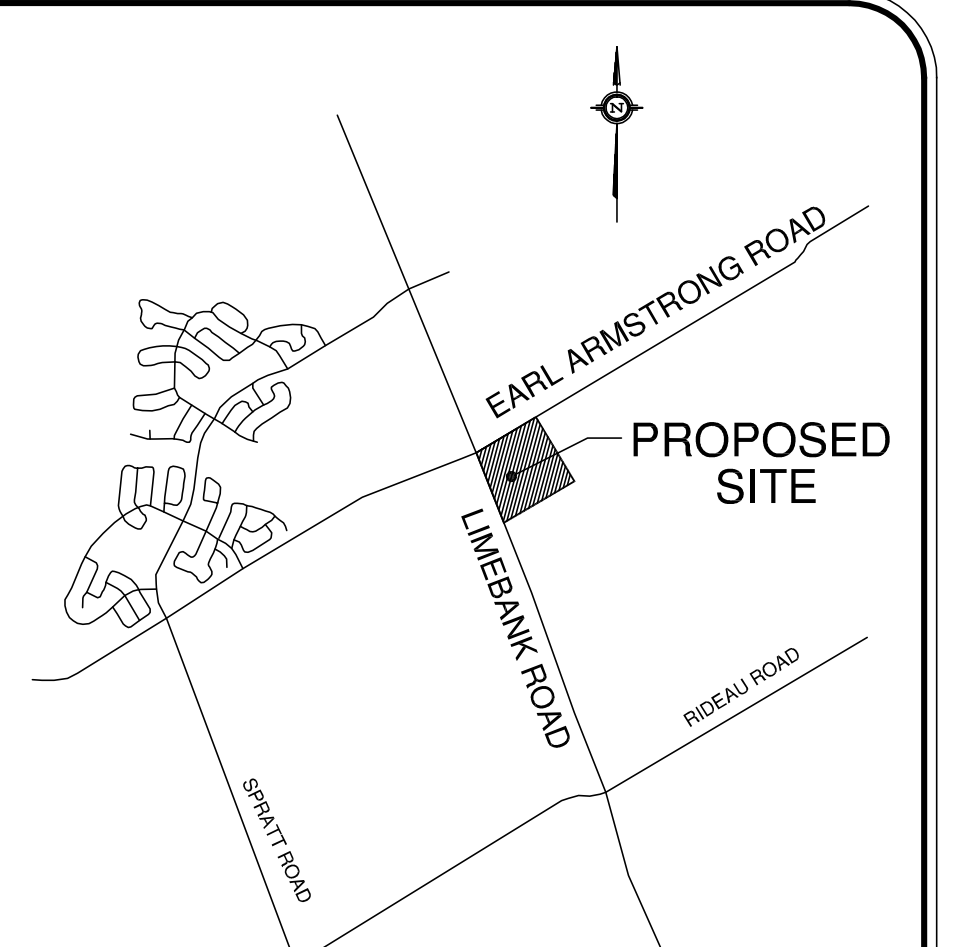 N
EARL ARMSTRONG ROAD
PROPOSED
SITE
LIMEBANK ROAD
RIDEAU ROAD
SPRATT ROAD